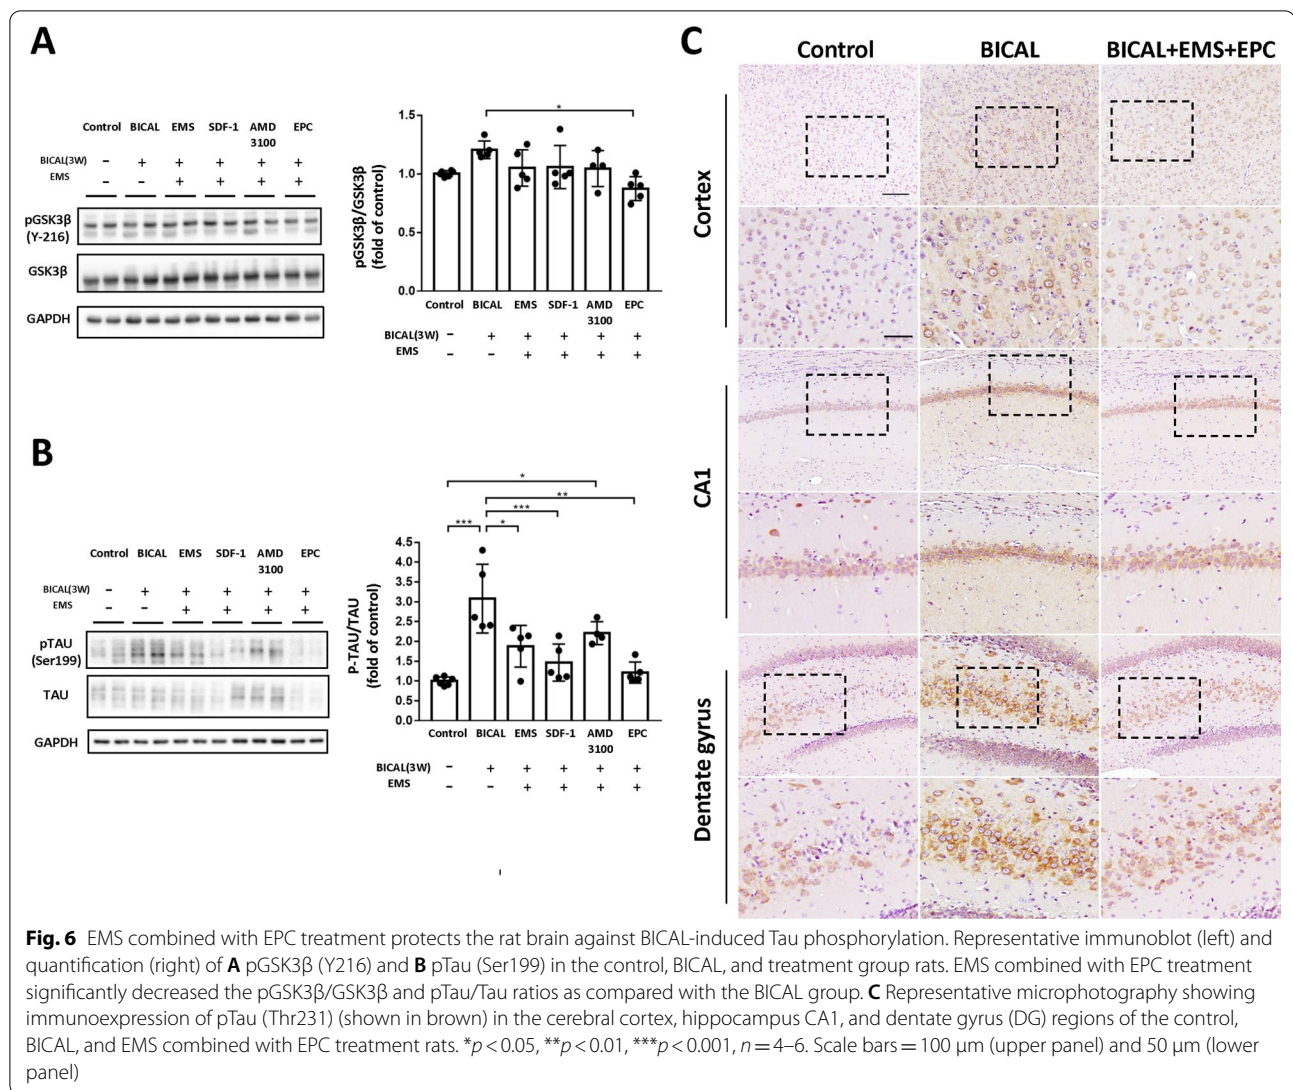 A
Control BICAL EMS SDF-1 AMD 3100 EPC
BICAL(3W) – + + + + +
EMS – – + + + +
pGSK3β (Y-216)
GSK3β
GAPDH
pGSK3β/GSK3β (fold of control)
1.5
1.0
0.5
0.0
*
Control BICAL EMS SDF-1 AMD 3100 EPC
BICAL(3W) – + + + + +
EMS – – + + + +
B
Control BICAL EMS SDF-1 AMD 3100 EPC
BICAL(3W) – + + + + +
EMS – – + + + +
pTAU (Ser199)
TAU
GAPDH
P-TAU/TAU (fold of control)
4.5
4.0
3.5
3.0
2.5
2.0
1.5
1.0
0.5
0.0
*
**
***
*** *
Control BICAL EMS SDF-1 AMD 3100 EPC
BICAL(3W) – + + + + +
EMS – – + + + +
C
Control BICAL BICAL+EMS+EPC
Cortex
CA1
Dentate gyrus
Fig. 6 EMS combined with EPC treatment protects the rat brain against BICAL-induced Tau phosphorylation. Representative immunoblot (left) and
quantification (right) of A pGSK3β (Y216) and B pTau (Ser199) in the control, BICAL, and treatment group rats. EMS combined with EPC treatment
significantly decreased the pGSK3β/GSK3β and pTau/Tau ratios as compared with the BICAL group. C Representative microphotography showing
immunoexpression of pTau (Thr231) (shown in brown) in the cerebral cortex, hippocampus CA1, and dentate gyrus (DG) regions of the control,
BICAL, and EMS combined with EPC treatment rats. *p < 0.05, **p < 0.01, ***p < 0.001, n = 4–6. Scale bars = 100 μm (upper panel) and 50 μm (lower
panel)